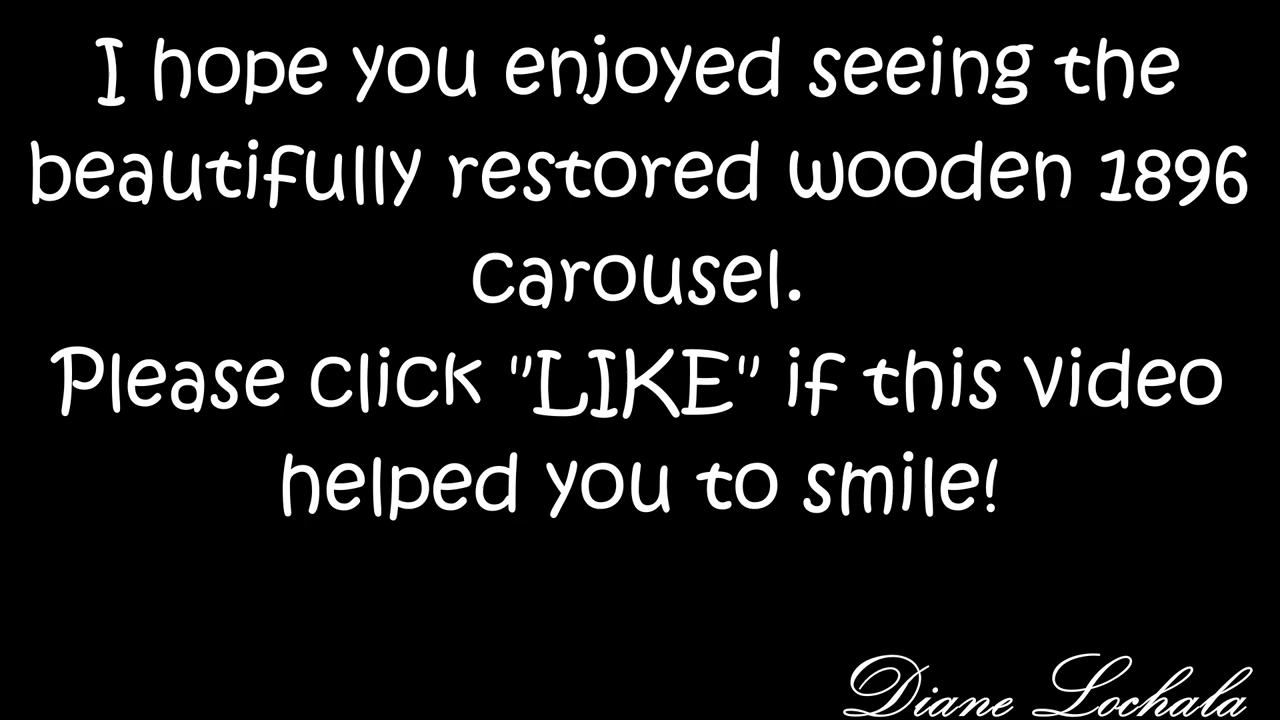 I hope you enjoyed seeing the
beautifully restored wooden 1896
carousel.
Please click "LIKE" if this video
helped you to smile!
Diane Lochala